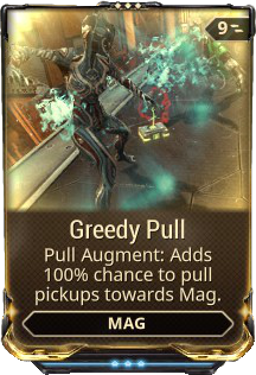 9
Greedy Pull
Pull Augment: Adds
100% chance to pull
pickups towards Mag.
MAG